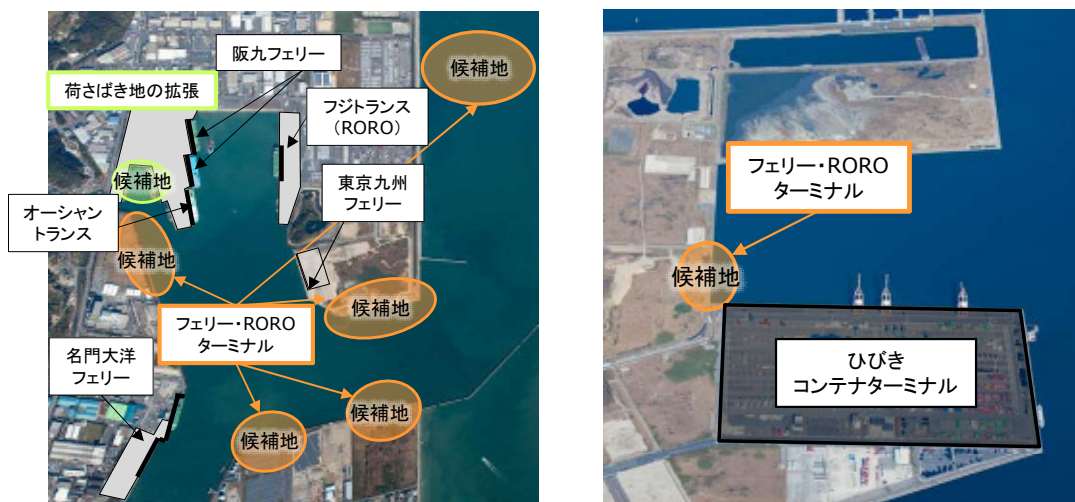 阪九フェリー
荷さばき地の拡張
フジトランス
（RORO）
候補地
候補地
東京九州
フェリー
オーシャン
トランス
候補地
候補地
フェリー・RORO
ターミナル
名門大洋
フェリー
候補地
候補地
フェリー・RORO
ターミナル
候補地
ひびき
コンテナターミナル